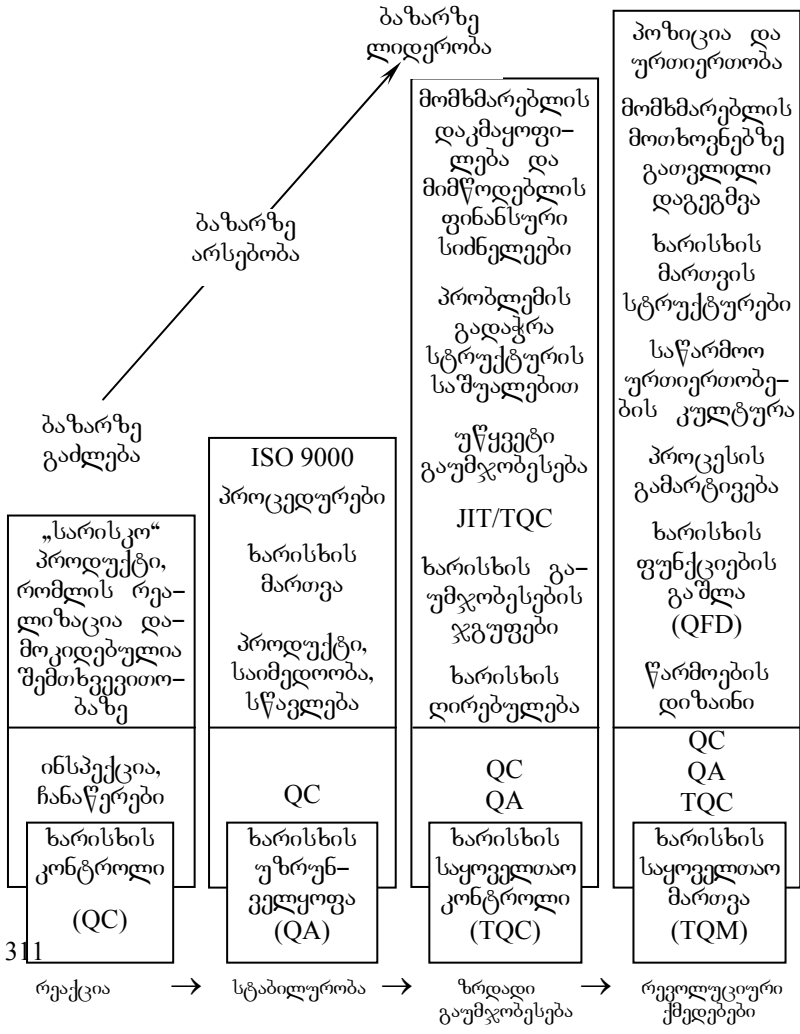 ბაზარზე
ლიდერობა
ბაზარზე
არსებობა
ბაზარზე
გაძლება
„სარისკო“
პროდუქტი,
რომლის რეა–
ლიზაცია და–
მოკიდებულია
შემთხვევითო–
ბაზე
ინსპექცია,
ჩანაწერები
ხარისხის
კონტროლი
(QC)
ISO 9000
პროცედურები
ხარისხის
მართვა
პროდუქტი,
საიმედოობა,
სწავლება
QC
ხარისხის
უზრუნ–
ველყოფა
(QA)
მომხმარებლის
დაკმაყოფი–
ლება და
მიმწოდებლის
ფინანსური
სიძნელეები
პრობლემის
გადაჭრა
სტრუქტურის
საშუალებით
უწყვეტი
გაუმჯობესება
JIT/TQC
ხარისხის გა–
უმჯობესების
ჯგუფები
ხარისხის
ღირებულება
QC
QA
ხარისხის
საყოველთაო
კონტროლი
(TQC)
პოზიცია და
ურთიერთობა
მომხმარებლის
მოთხოვნებზე
გათვლილი
დაგეგმვა
ხარისხის
მართვის
სტრუქტურები
საწარმოო
ურთიერთობე–
ბის კულტურა
პროცესის
გამარტივება
ხარისხის
ფუნქციების
გაშლა
(QFD)
წარმოების
დიზაინი
QC
QA
TQC
ხარისხის
საყოველთაო
მართვა
(TQM)
311
რეაქცია → სტაბილურობა → ზრდადი → რევოლუციური
გაუმჯობესება ქმედებები